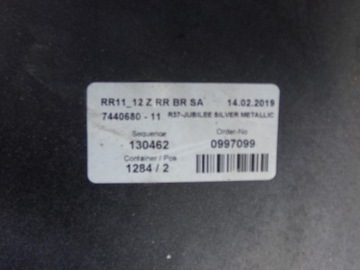 RR11_12 Z RR BR SA 14.02.2019
7440680 - 11 R37-JUBILEE SILVER METALLIC
Sequence Order-No
130462 0997099
Container / Pos
1284 / 2